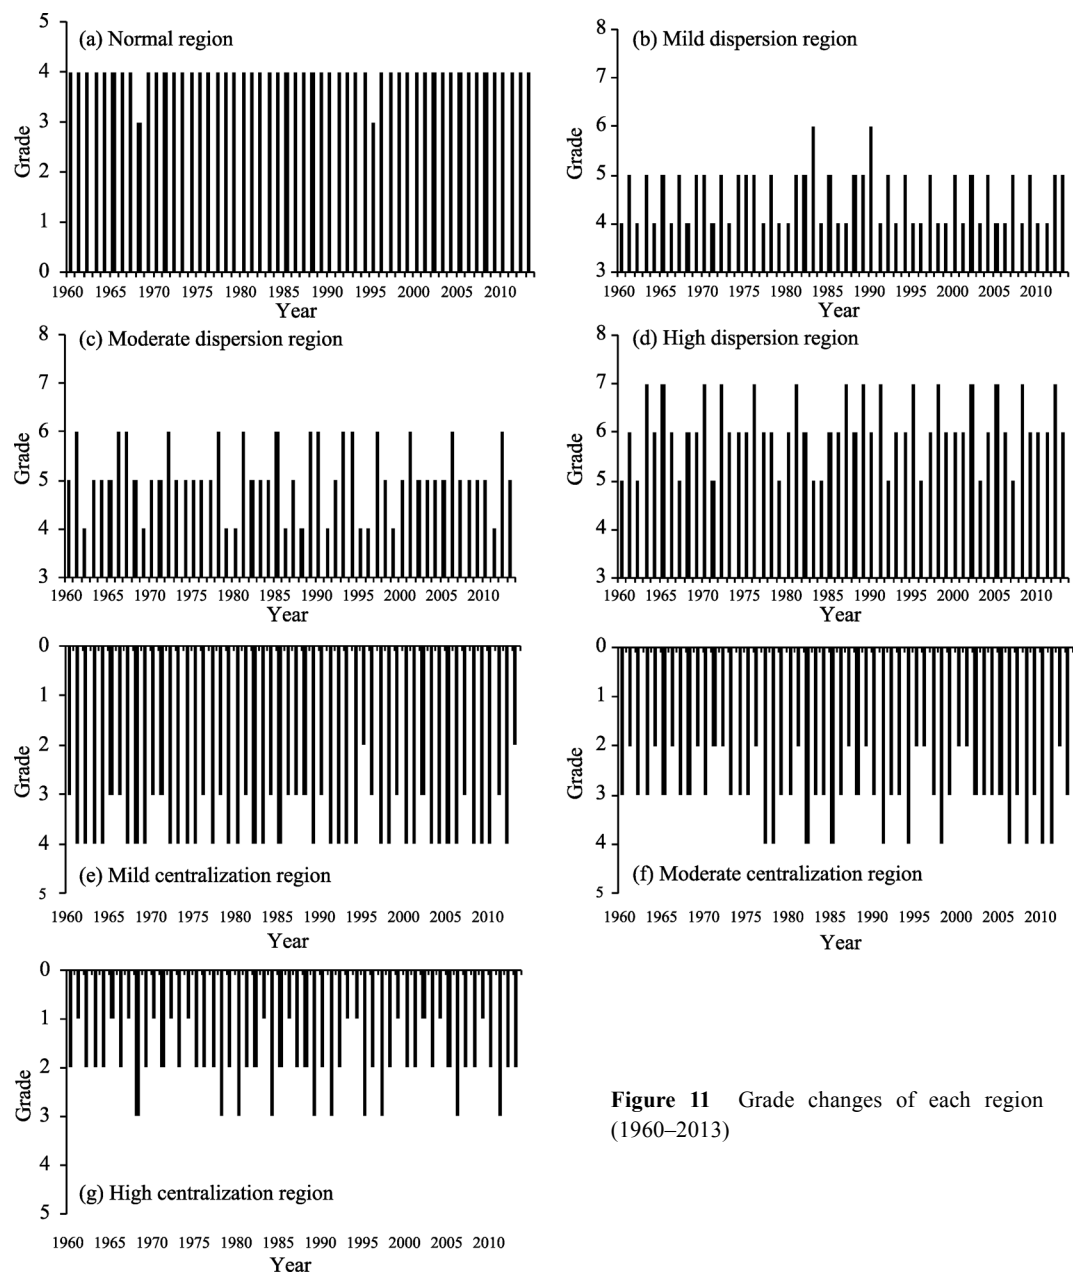 5
(a) Normal region
4
3
2
1
0
Grade
1960 1965 1970 1975 1980 1985 1990 1995 2000 2005 2010
Year
8
(b) Mild dispersion region
7
6
5
4
3
Grade
1960 1965 1970 1975 1980 1985 1990 1995 2000 2005 2010
Year
8
(c) Moderate dispersion region
7
6
5
4
3
Grade
1960 1965 1970 1975 1980 1985 1990 1995 2000 2005 2010
Year
8
(d) High dispersion region
7
6
5
4
3
Grade
1960 1965 1970 1975 1980 1985 1990 1995 2000 2005 2010
Year
0
1
2
3
4
5
Grade
(e) Mild centralization region
1960 1965 1970 1975 1980 1985 1990 1995 2000 2005 2010
Year
0
1
2
3
4
5
Grade
(f) Moderate centralization region
1960 1965 1970 1975 1980 1985 1990 1995 2000 2005 2010
Year
0
1
2
3
4
5
Grade
(g) High centralization region
1960 1965 1970 1975 1980 1985 1990 1995 2000 2005 2010
Year
Figure 11 Grade changes of each region
(1960–2013)